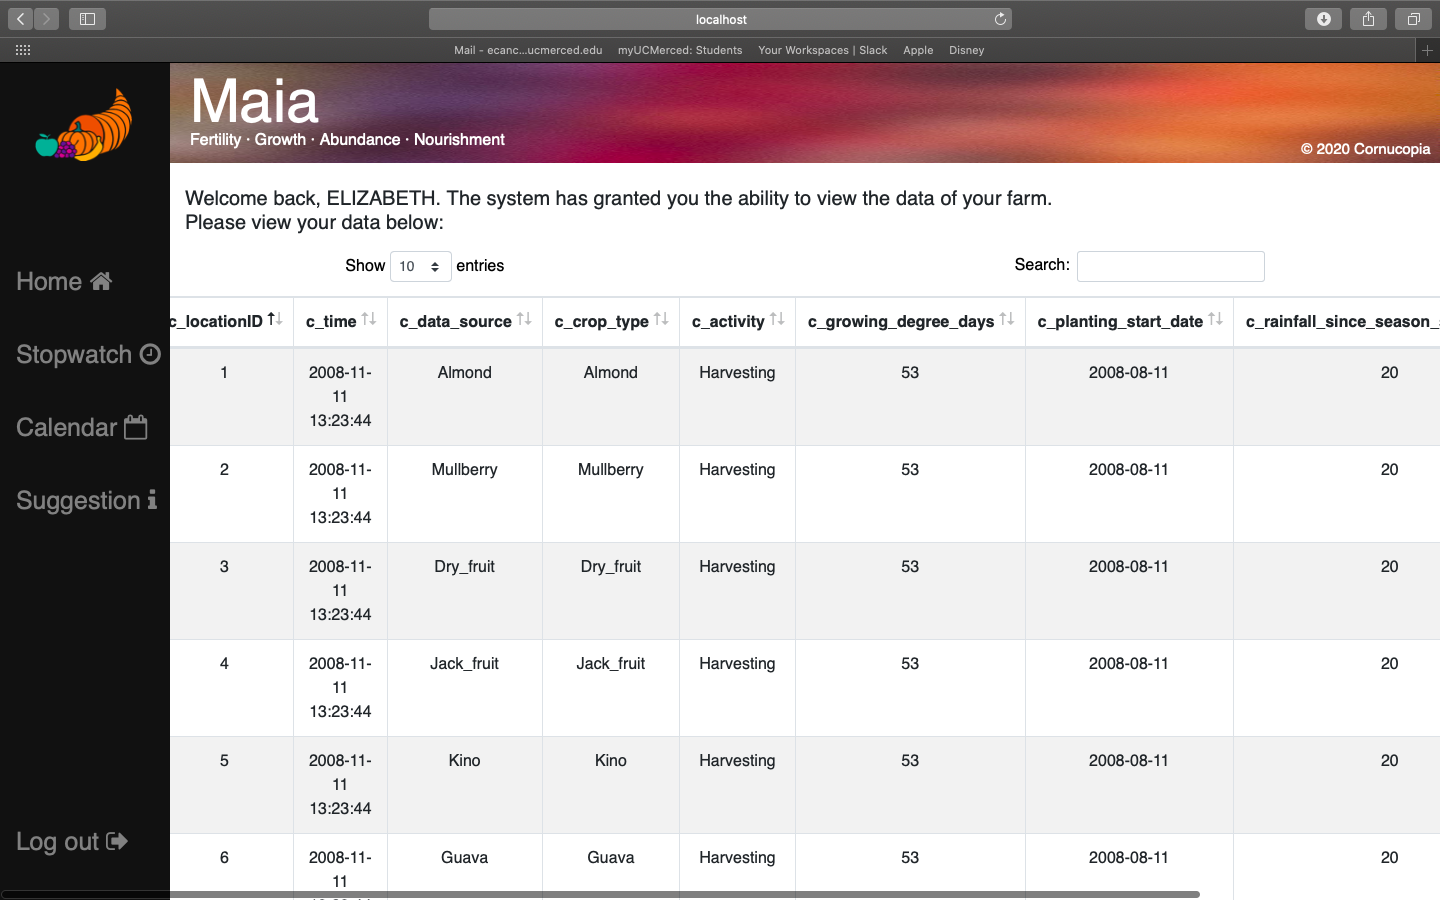 localhost
Mail - ecanc...ucmerced.edu myUCMerced: Students Your Workspaces | Slack Apple Disney
Maia
Fertility · Growth · Abundance · Nourishment
© 2020 Cornucopia
Home
Stopwatch
Calendar
Suggestion
Log out
Welcome back, ELIZABETH. The system has granted you the ability to view the data of your farm.
Please view your data below:
Show 10 entries Search:
c_locationID c_time c_data_source c_crop_type c_activity c_growing_degree_days c_planting_start_date c_rainfall_since_season_
1 2008-11-11 13:23:44 Almond Almond Harvesting 53 2008-08-11 20
2 2008-11-11 13:23:44 Mullberry Mullberry Harvesting 53 2008-08-11 20
3 2008-11-11 13:23:44 Dry_fruit Dry_fruit Harvesting 53 2008-08-11 20
4 2008-11-11 13:23:44 Jack_fruit Jack_fruit Harvesting 53 2008-08-11 20
5 2008-11-11 13:23:44 Kino Kino Harvesting 53 2008-08-11 20
6 2008-11-11 Guava Guava Harvesting 53 2008-08-11 20